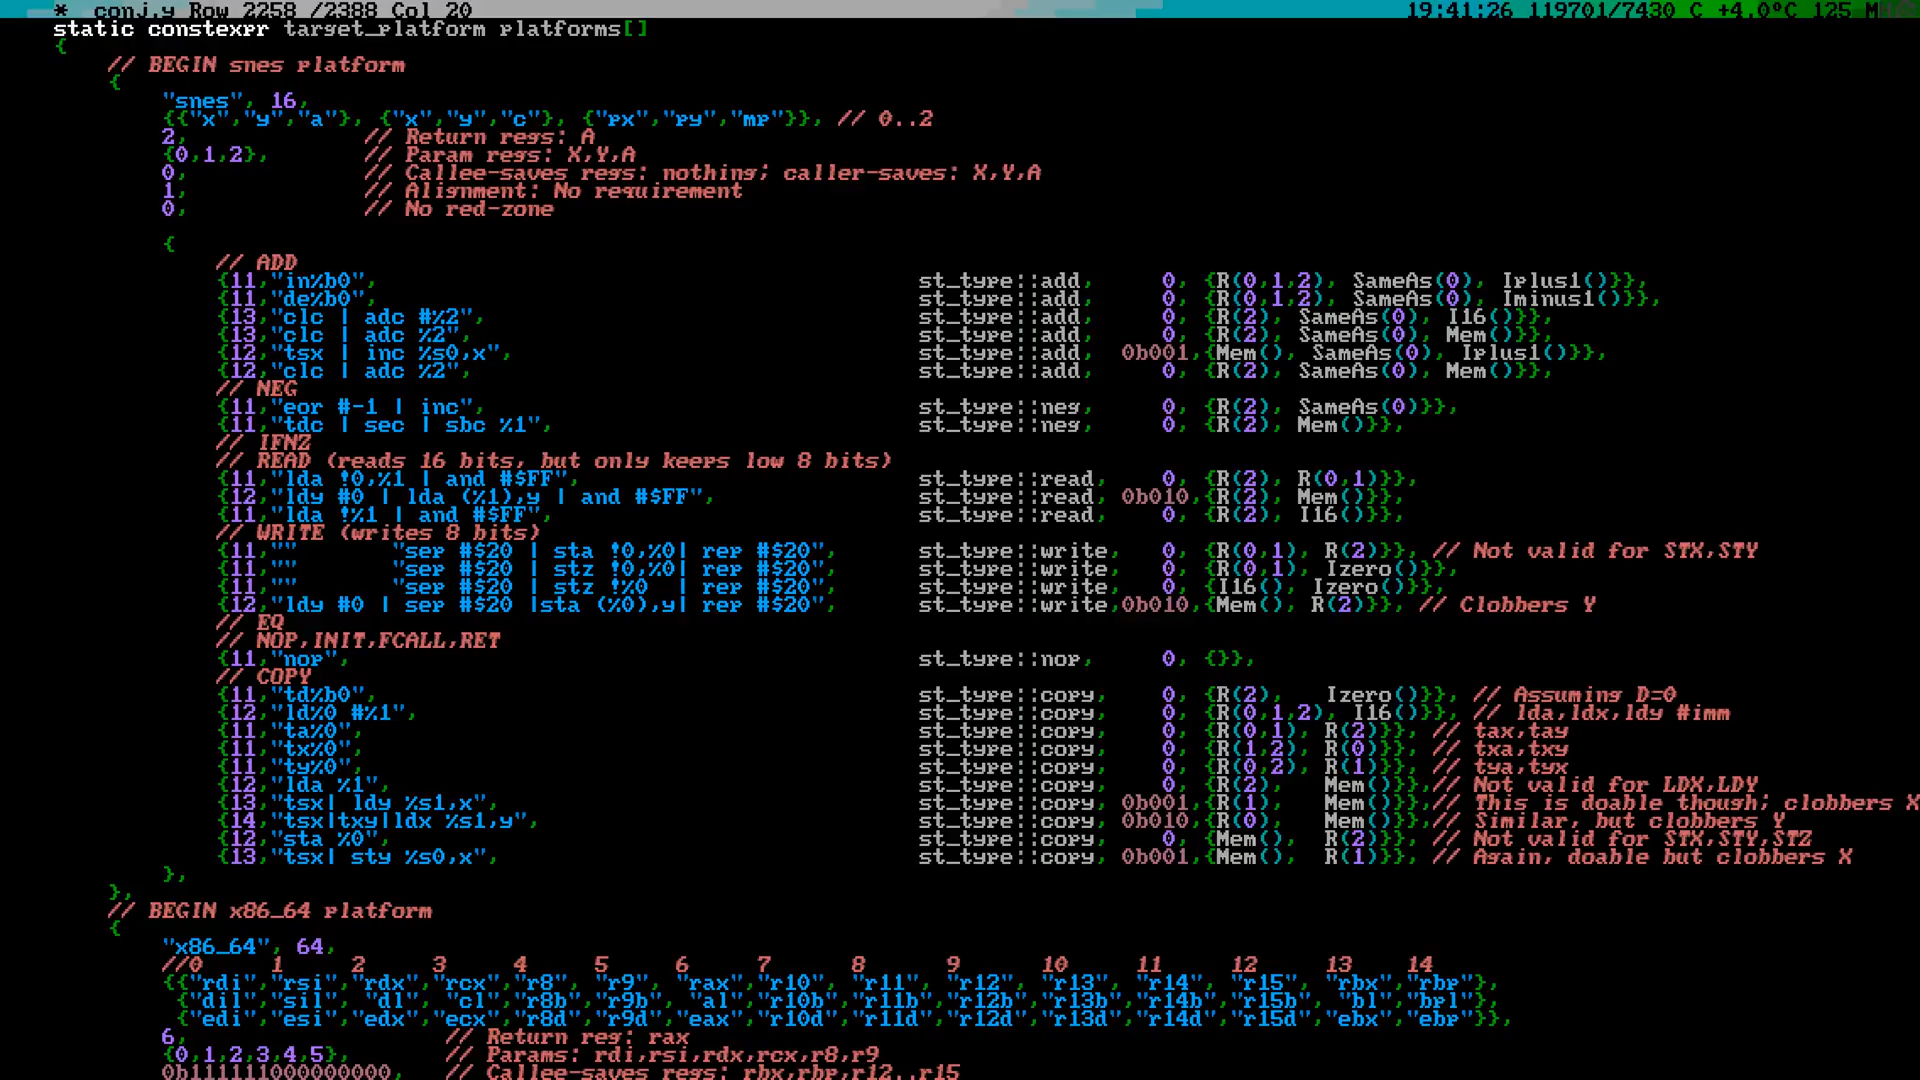 * conj.y Row 2258 /2388 Col 20 19:41:26 119701/7430 C +4.0°C 125 M
static constexpr target_platform platforms[]
{
// BEGIN snes platform
{
"snes", 16,
{{"x","y","a"}, {"x","y","c"}, {"px","py","mp"}}, // 0..2
2, // Return regs: A
{0,1,2}, // Param regs: X,Y,A
0, // Callee-saves regs: nothing; caller-saves: X,Y,A
1, // Alignment: No requirement
0, // No red-zone
{
// ADD
{11,"in%b0", st_type::add, 0, {R(0,1,2), SameAs(0), Iplus1()}},
{11,"de%b0", st_type::add, 0, {R(0,1,2), SameAs(0), Iminus1()}},
{13,"clc | adc #%2", st_type::add, 0, {R(2), SameAs(0), I16()}},
{13,"clc | adc %2", st_type::add, 0, {R(2), SameAs(0), Mem()}},
{12,"tsx | inc %s0,x", st_type::add, 0b001,{Mem(), SameAs(0), Iplus1()}},
{12,"clc | adc %2", st_type::add, 0, {R(2), SameAs(0), Mem()}},
// NEG
{11,"eor #-1 | inc", st_type::neg, 0, {R(2), SameAs(0)}},
{11,"tdc | sec | sbc %1", st_type::neg, 0, {R(2), Mem()}},
// IFNZ
// READ (reads 16 bits, but only keeps low 8 bits)
{11,"lda !0,%1 | and #$FF", st_type::read, 0, {R(2), R(0,1)}},
{12,"ldy #0 | lda (%1),y | and #$FF", st_type::read, 0b010,{R(2), Mem()}},
{11,"lda !%1 | and #$FF", st_type::read, 0, {R(2), I16()}},
// WRITE (writes 8 bits)
{11,"" "sep #$20 | sta !0,%0| rep #$20", st_type::write, 0, {R(0,1), R(2)}}, // Not valid for STX,STY
{11,"" "sep #$20 | stz !0,%0| rep #$20", st_type::write, 0, {R(0,1), Izero()}},
{11,"" "sep #$20 | stz !%0 | rep #$20", st_type::write, 0, {I16(), Izero()}},
{12,"ldy #0 | sep #$20 |sta (%0),y| rep #$20", st_type::write,0b010,{Mem(), R(2)}}, // Clobbers Y
// EQ
// NOP,INIT,FCALL,RET
{11,"nop", st_type::nop, 0, {}},
// COPY
{11,"td%b0", st_type::copy, 0, {R(2), Izero()}}, // Assuming D=0
{12,"ld%0 #%1", st_type::copy, 0, {R(0,1,2), I16()}}, // lda,ldx,ldy #imm
{11,"ta%0", st_type::copy, 0, {R(0,1), R(2)}}, // tax,tay
{11,"tx%0", st_type::copy, 0, {R(1,2), R(0)}}, // txa,txy
{11,"ty%0", st_type::copy, 0, {R(0,2), R(1)}}, // tya,tyx
{12,"lda %1", st_type::copy, 0, {R(2), Mem()}}, // Not valid for LDX,LDY
{13,"tsx| ldy %s1,x", st_type::copy, 0b001,{R(1), Mem()}},// This is doable though; clobbers X
{14,"tsx|txy|ldx %s1,y", st_type::copy, 0b010,{R(0), Mem()}},// Similar, but clobbers Y
{12,"sta %0", st_type::copy, 0, {Mem(), R(2)}}, // Not valid for STX,STY,STZ
{13,"tsx| sty %s0,x", st_type::copy, 0b001,{Mem(), R(1)}}, // Again, doable but clobbers X
},
},
// BEGIN x86_64 platform
{
"x86_64", 64,
//0 1 2 3 4 5 6 7 8 9 10 11 12 13 14
{{"rdi","rsi","rdx","rcx","r8","r9","rax","r10","r11","r12","r13","r14","r15","rbx","rbp"},
{"dil","sil","dl","cl","r8b","r9b","al","r10b","r11b","r12b","r13b","r14b","r15b","bl","bpl"},
{"edi","esi","edx","ecx","r8d","r9d","eax","r10d","r11d","r12d","r13d","r14d","r15d","ebx","ebp"}},
6, // Return reg: rax
{0,1,2,3,4,5}, // Params: rdi,rsi,rdx,rcx,r8,r9
0b111111000000000, // Callee-saves regs: rbx,rbp,r12..r15